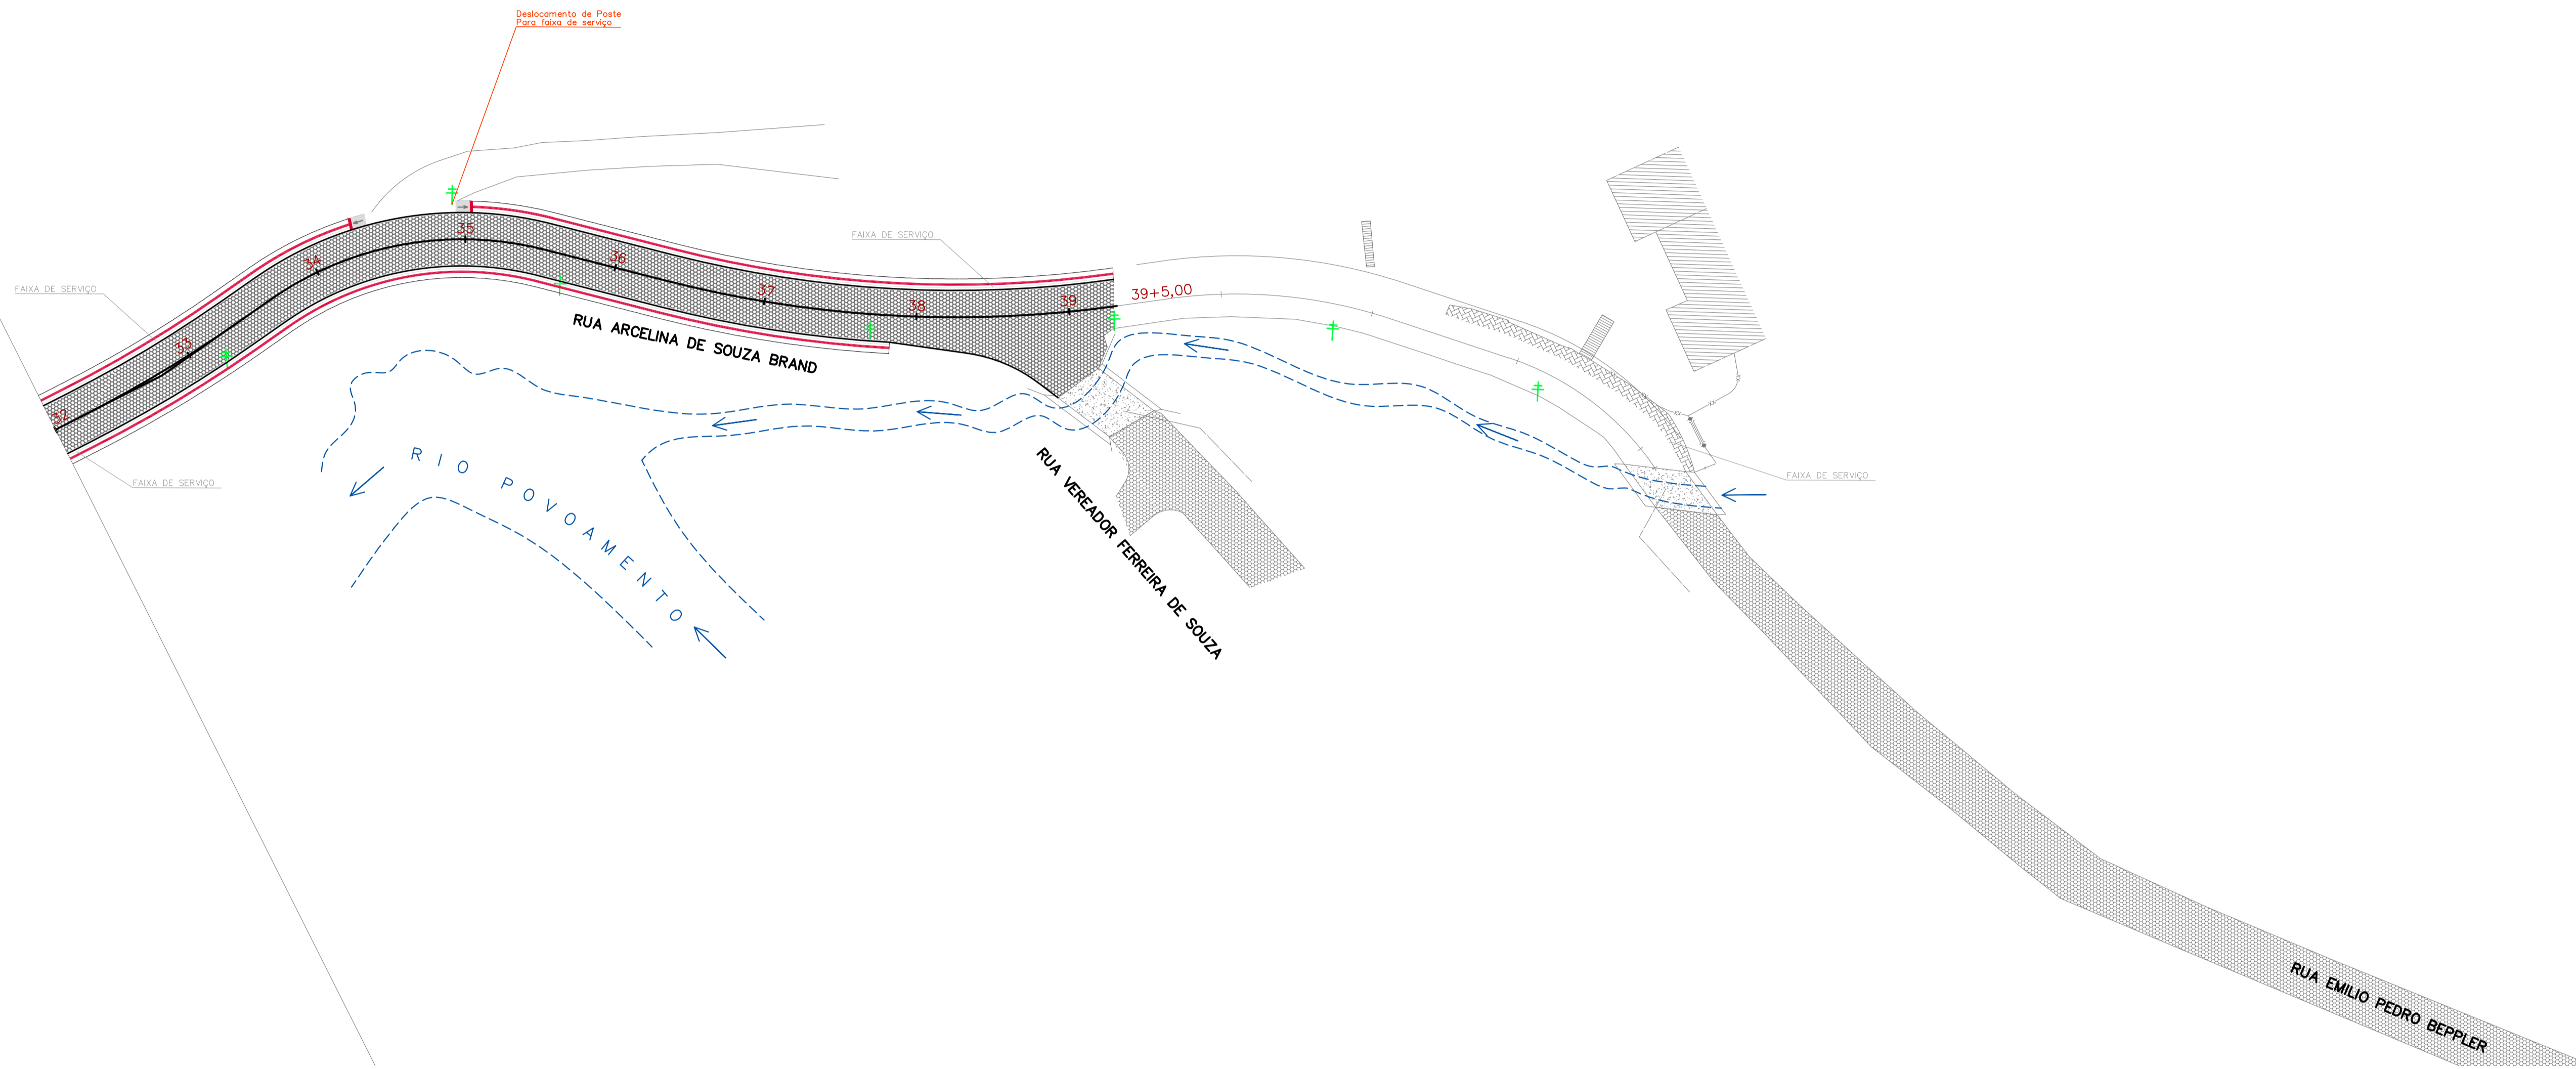 Deslocamento de Poste
Para faixa de serviço
35
FAIXA DE SERVIÇO
34
36
FAIXA DE SERVIÇO
37
38
39
39+5,00
33
RUA ARCELINA DE SOUZA BRAND
32
RIO POVOAMENTO
FAIXA DE SERVIÇO
RUA VEREADOR FERREIRA DE SOUZA
FAIXA DE SERVIÇO
RUA EMILIO PEDRO BEPPLER